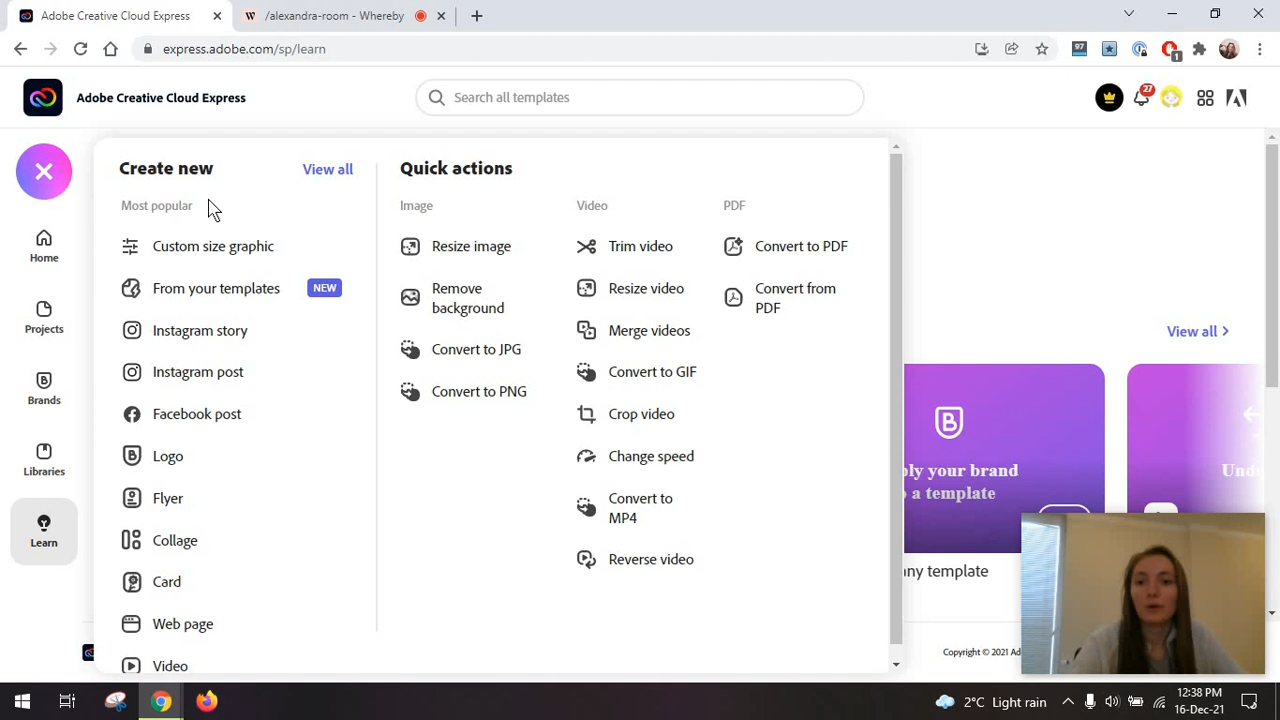 Adobe Creative Cloud Express
/alexandra-room - Whereby
express.adobe.com/sp/learn
97
1
Adobe Creative Cloud Express
Search all templates
27
Create new
View all
Quick actions
Most popular
Image
Video
PDF
Custom size graphic
Resize image
Trim video
Convert to PDF
From your templates
NEW
Remove
background
Resize video
Convert from
PDF
Instagram story
Merge videos
Instagram post
Convert to JPG
Convert to GIF
Facebook post
Convert to PNG
Crop video
Logo
Change speed
Flyer
Convert to
MP4
Collage
Reverse video
Card
Web page
Video
Home
Projects
Brands
Libraries
Learn
View all
B
ply your brand
o a template
Und
any template
Copyright © 2021 Ad
2°C Light rain
12:38 PM
16-Dec-21